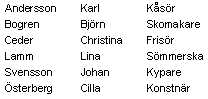 Andersson Karl Kåsör
Bogren Björn Skomakare
Ceder Christina Frisör
Lamm Lina Sömmerska
Svensson Johan Kypare
Österberg Cilla Konstnär